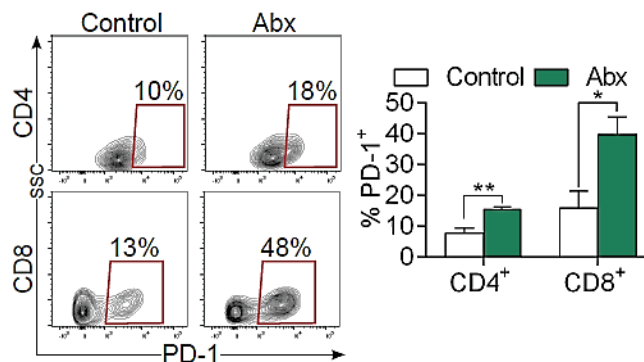 Control Abx
CD4
10%
18%
ssc
CD8
13%
48%
PD-1
Control Abx
% PD-1⁺
50
40
30
20
10
0
**
*
CD4⁺ CD8⁺